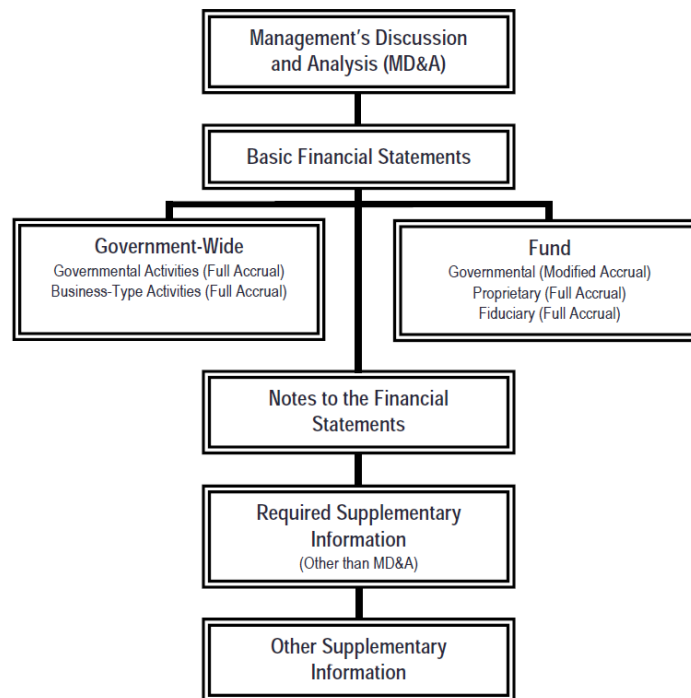 Management's Discussion
and Analysis (MD&A)
Basic Financial Statements
Government-Wide
Governmental Activities (Full Accrual)
Business-Type Activities (Full Accrual)
Fund
Governmental (Modified Accrual)
Proprietary (Full Accrual)
Fiduciary (Full Accrual)
Notes to the Financial
Statements
Required Supplementary
Information
(Other than MD&A)
Other Supplementary
Information